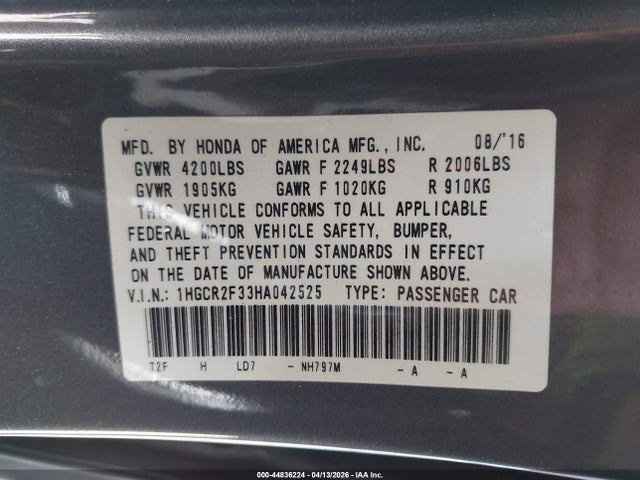 MFD. BY HONDA OF AMERICA MFG., INC. 08/'16
GVWR 4200LBS GAWR F 2249LBS R 2006LBS
GVWR 1905KG GAWR F 1020KG R 910KG
THIS VEHICLE CONFORMS TO ALL APPLICABLE
FEDERAL MOTOR VEHICLE SAFETY, BUMPER,
AND THEFT PREVENTION STANDARDS IN EFFECT
ON THE DATE OF MANUFACTURE SHOWN ABOVE.
V.I.N.: 1HGCR2F33HA042525 TYPE: PASSENGER CAR
T2F H LD7 - NH797M - A - A
000-44836224 | 04/13/2026 | IAA Inc.